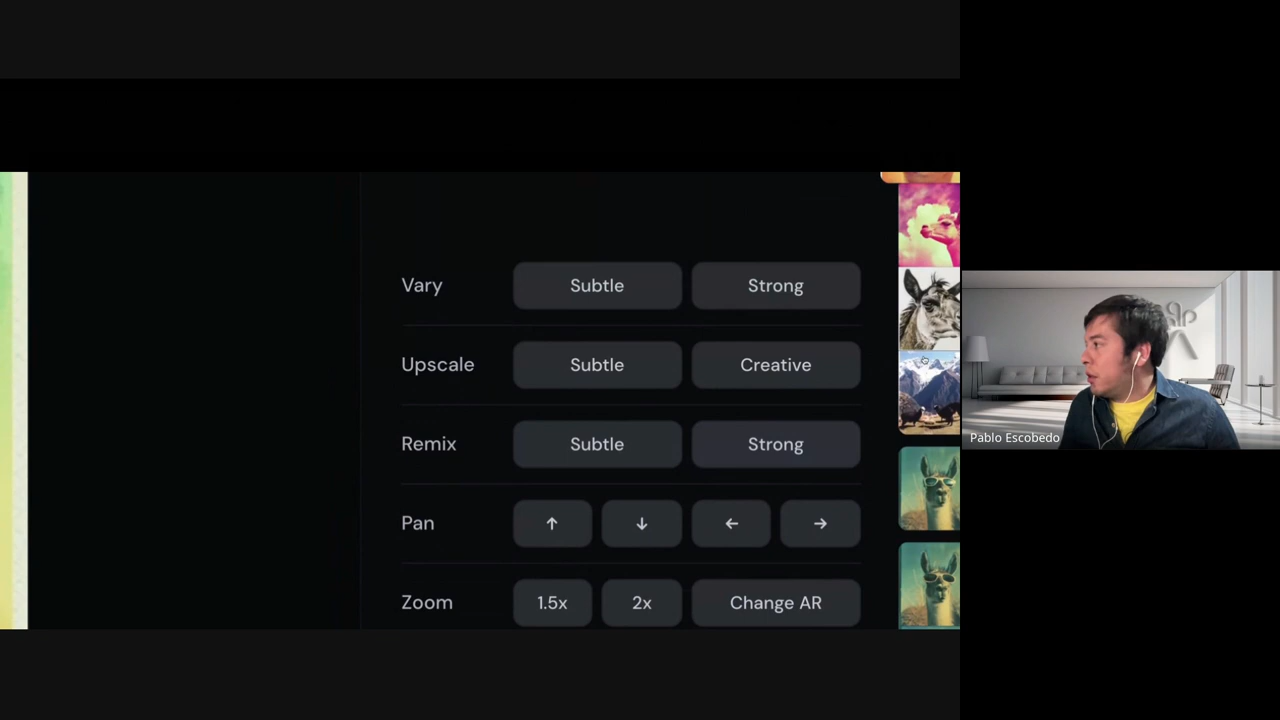 Vary Subtle Strong
Upscale Subtle Creative
Remix Subtle Strong
Pan ↑ ↓ ← →
Zoom 1.5x 2x Change AR
Pablo Escobedo